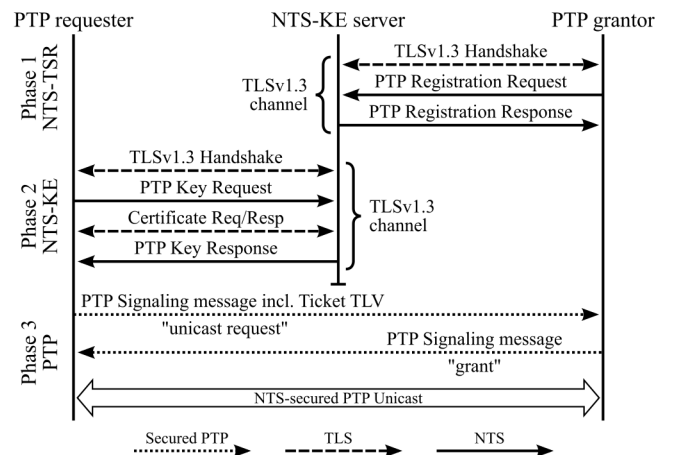 PTP requester
NTS-KE server
PTP grantor
Phase 1
NTS-TSR
TLSv1.3 Handshake
TLSv1.3
channel
PTP Registration Request
PTP Registration Response
Phase 2
NTS-KE
TLSv1.3 Handshake
PTP Key Request
Certificate Req/Resp
PTP Key Response
TLSv1.3
channel
Phase 3
PTP
PTP Signaling message incl. Ticket TLV
"unicast request"
PTP Signaling message
"grant"
NTS-secured PTP Unicast
Secured PTP
TLS
NTS